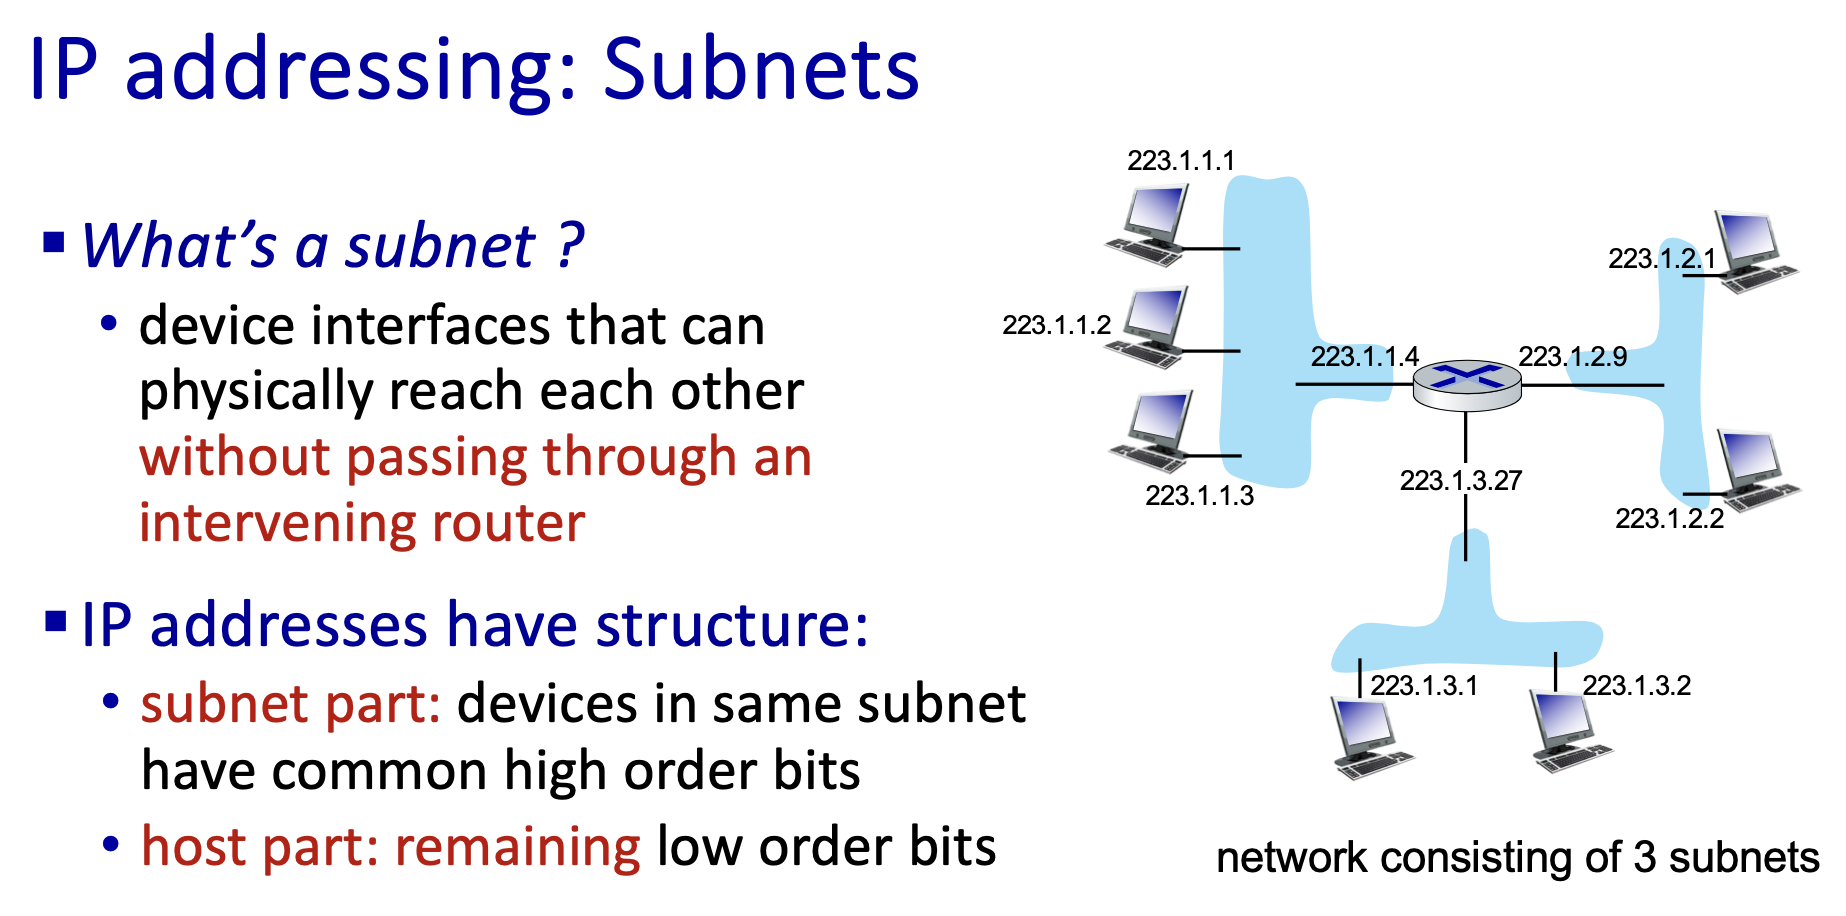 IP addressing: Subnets
What's a subnet ?
device interfaces that can
physically reach each other
without passing through an
intervening router
IP addresses have structure:
subnet part: devices in same subnet
have common high order bits
host part: remaining low order bits
223.1.1.1
223.1.1.2
223.1.1.3
223.1.1.4
223.1.2.9
223.1.2.1
223.1.2.2
223.1.3.27
223.1.3.1
223.1.3.2
network consisting of 3 subnets